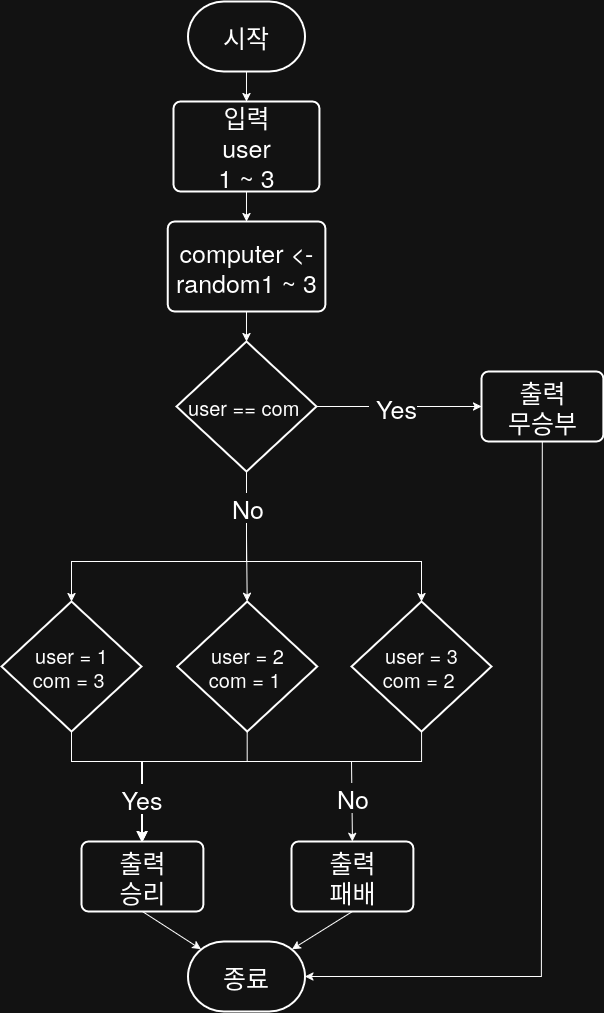 시작
입력
user
1 ~ 3
computer <-
random1 ~ 3
user == com
Yes
출력
무승부
No
user = 1
com = 3
user = 2
com = 1
user = 3
com = 2
Yes
No
출력
승리
출력
패배
종료